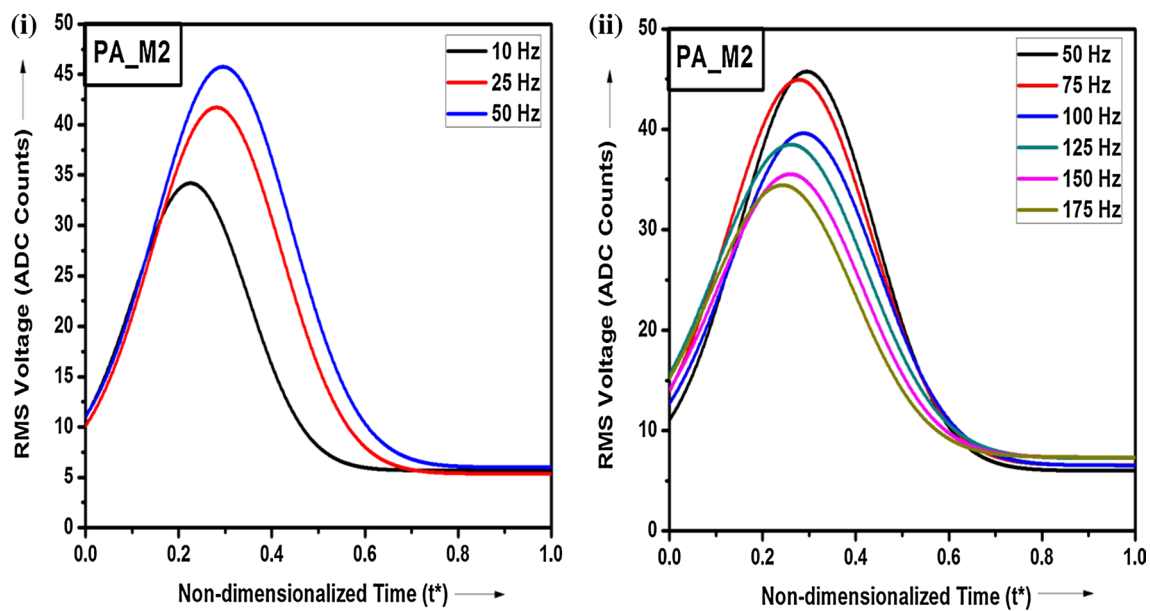 (i)
PA_M2
10 Hz
25 Hz
50 Hz
RMS Voltage (ADC Counts)
50
45
40
35
30
25
20
15
10
5
0
0.0 0.2 0.4 0.6 0.8 1.0
Non-dimensionalized Time (t*)
(ii)
PA_M2
50 Hz
75 Hz
100 Hz
125 Hz
150 Hz
175 Hz
RMS Voltage (ADC Counts)
50
40
30
20
10
0
0.0 0.2 0.4 0.6 0.8 1.0
Non-dimensionalized Time (t*)